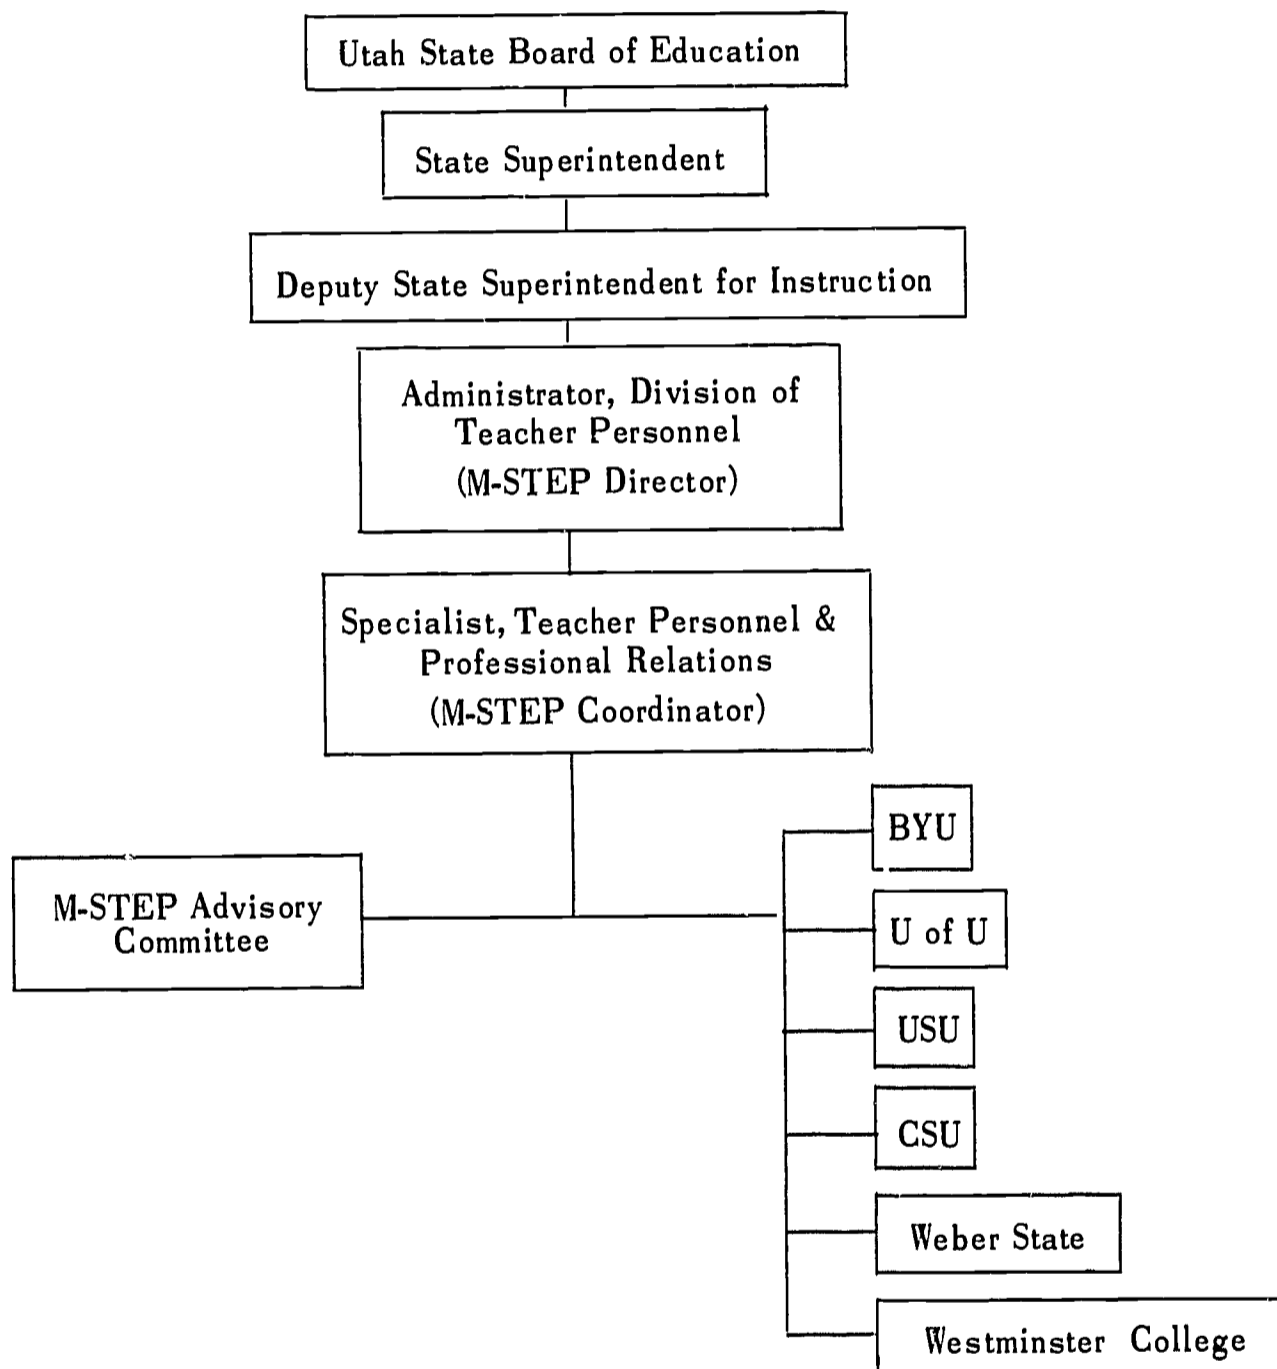 Utah State Board of Education
State Superintendent
Deputy State Superintendent for Instruction
Administrator, Division of
Teacher Personnel
(M-STEP Director)
Specialist, Teacher Personnel &
Professional Relations
(M-STEP Coordinator)
M-STEP Advisory
Committee
BYU
U of U
USU
CSU
Weber State
Westminster College